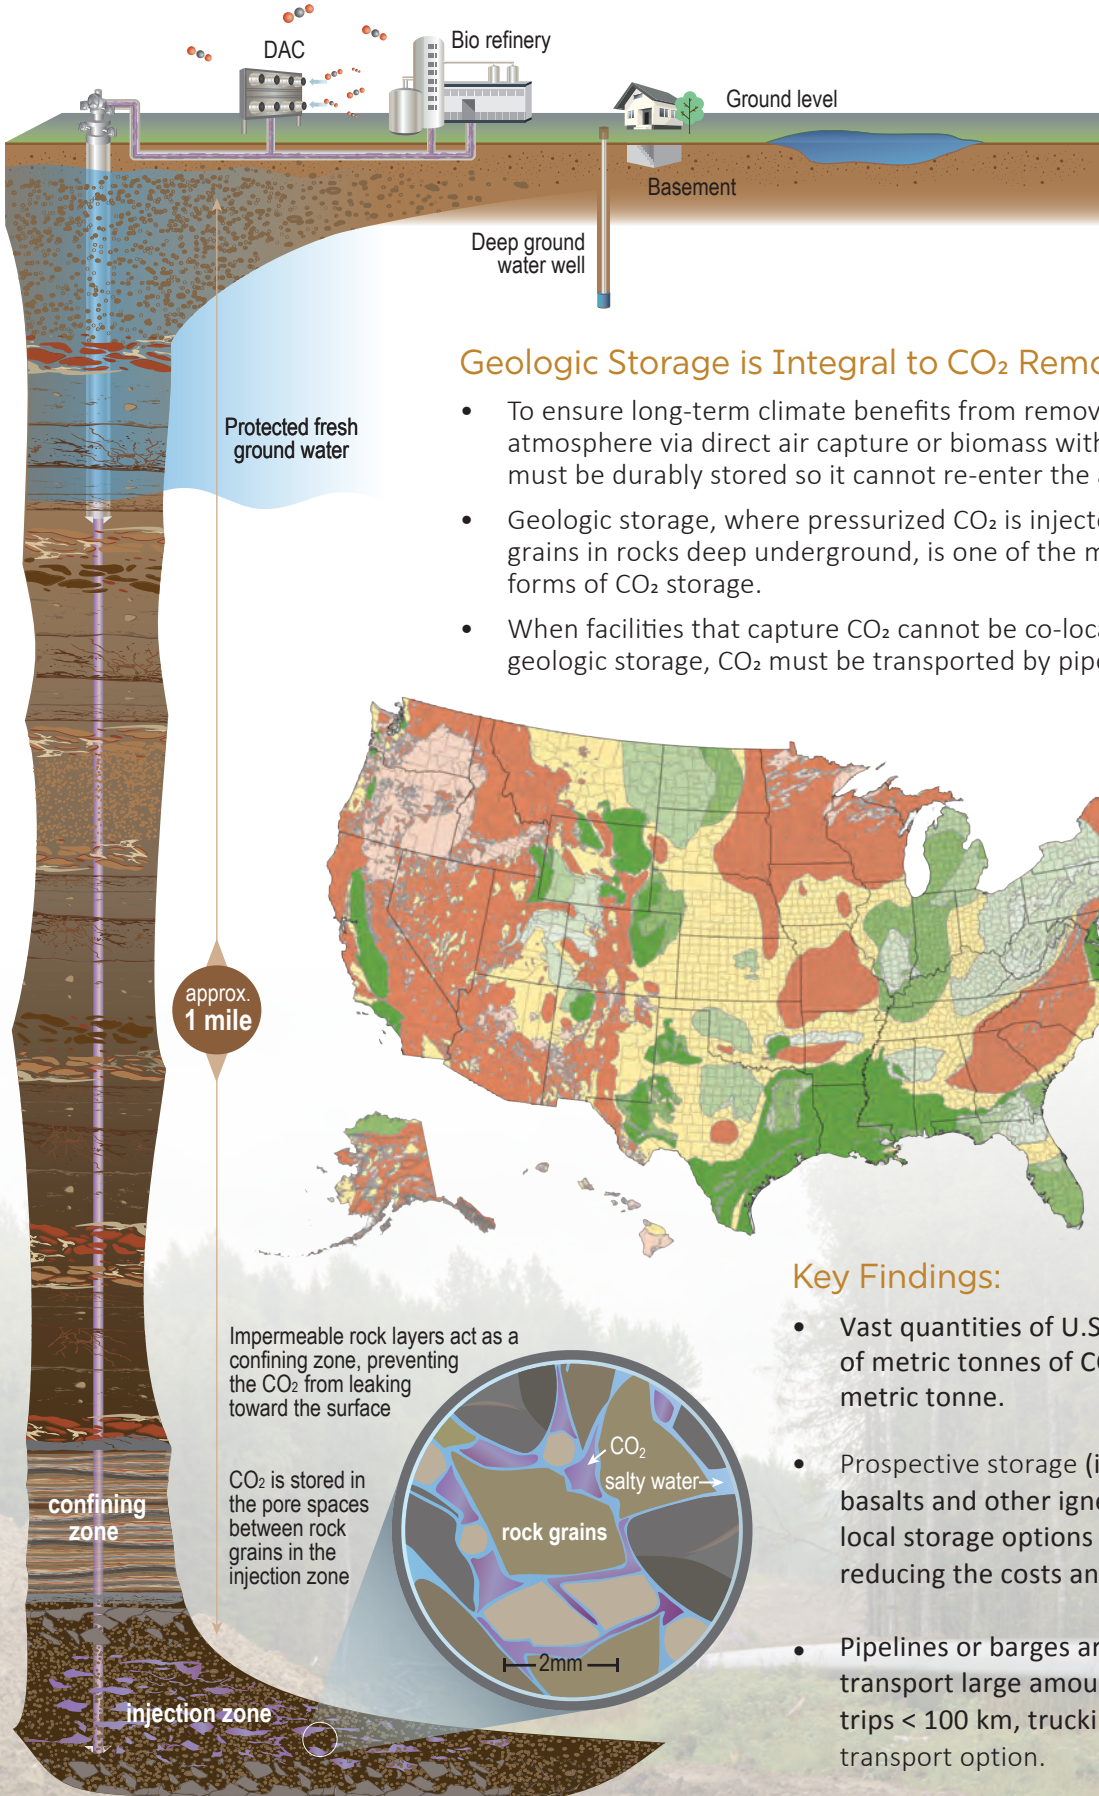 DAC
Bio refinery
Ground level
Basement
Deep ground
water well
Protected fresh
ground water
Geologic Storage is Integral to CO₂ Remo
• To ensure long-term climate benefits from remov
atmosphere via direct air capture or biomass with
must be durably stored so it cannot re-enter the a
• Geologic storage, where pressurized CO₂ is injecte
grains in rocks deep underground, is one of the m
forms of CO₂ storage.
• When facilities that capture CO₂ cannot be co-loca
geologic storage, CO₂ must be transported by pipe
approx.
1 mile
Key Findings:
• Vast quantities of U.S
of metric tonnes of CO
metric tonne.
• Prospective storage (i
basalts and other igne
local storage options
reducing the costs an
• Pipelines or barges ar
transport large amou
trips < 100 km, trucki
transport option.
Impermeable rock layers act as a
confining zone, preventing
the CO₂ from leaking
toward the surface
CO₂ is stored in
the pore spaces
between rock
grains in the
injection zone
CO₂
salty water
rock grains
2mm
confining
zone
injection zone